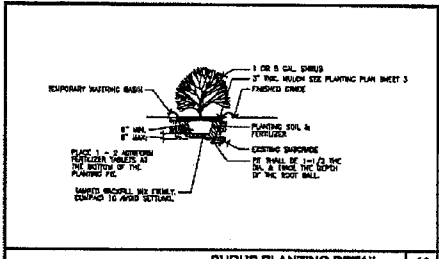 1 OR 5 GAL. SHRUB
3" THK. MULCH SEE PLANTING PLAN SHEET 3
TEMPORARY WATERING BASIN
FINISHED GRADE
6" MIN.
6" MAX.
PLANTING SOIL &
FERTILIZER
PLACE 1 - 2 AGRIFORM
FERTILIZER TABLETS AT
THE BOTTOM OF THE
PLANTING PIT.
EXISTING SUBGRADE
PIT SHALL BE 1-1/2 THE
DIA. & TWICE THE DEPTH
OF THE ROOT BALL.
BACKFILL MIX FIRMLY.
COMPACT TO AVOID SETTLING.
SHRUB PLANTING DETAIL